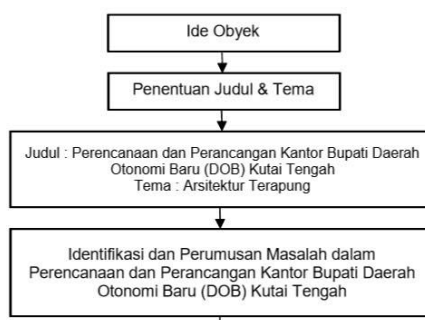 Ide Obyek
Penentuan Judul & Tema
Judul : Perencanaan dan Perancangan Kantor Bupati Daerah
Otonomi Baru (DOB) Kutai Tengah
Tema : Arsitektur Terapung
Identifikasi dan Perumusan Masalah dalam
Perencanaan dan Perancangan Kantor Bupati Daerah
Otonomi Baru (DOB) Kutai Tengah